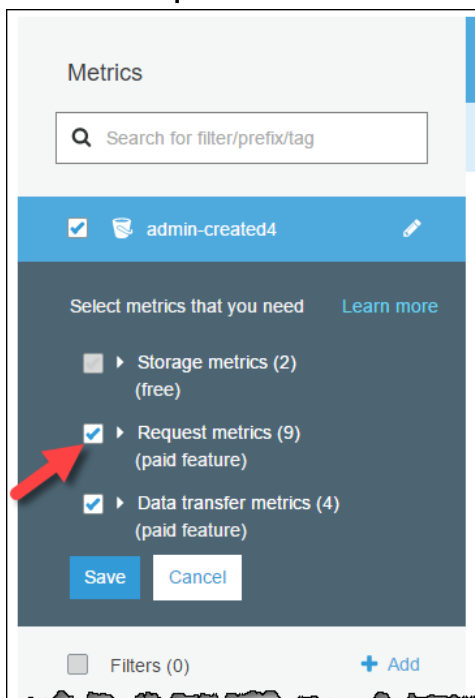 Metrics
Search for filter/prefix/tag
admin-created4
Select metrics that you need Learn more
Storage metrics (2)
(free)
Request metrics (9)
(paid feature)
Data transfer metrics (4)
(paid feature)
Save Cancel
Filters (0) Add